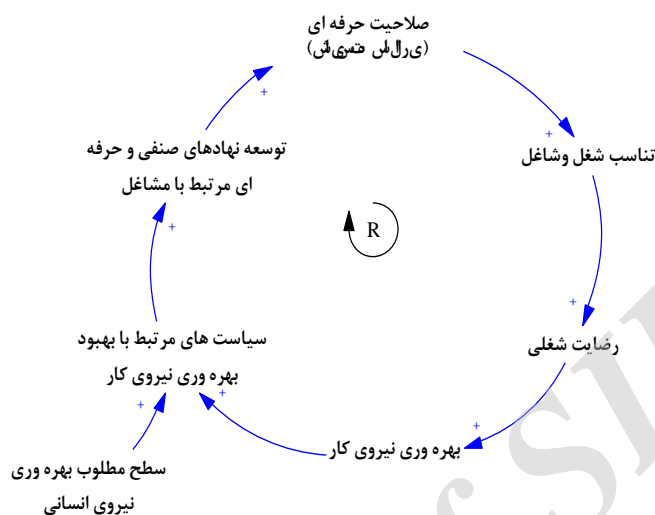 صلاحیت حرفه ای
تناسب شغل وشاغل
رضایت شغلی
بهره وری نیروی کار
سیاست های مرتبط با بهبود
بهره وری نیروی کار
سطح مطلوب بهره وری
نیروی انسانی
توسعه نهادهای صنفی و حرفه
ای مرتبط با مشاغل
R
+
+
+
+
+
+
+